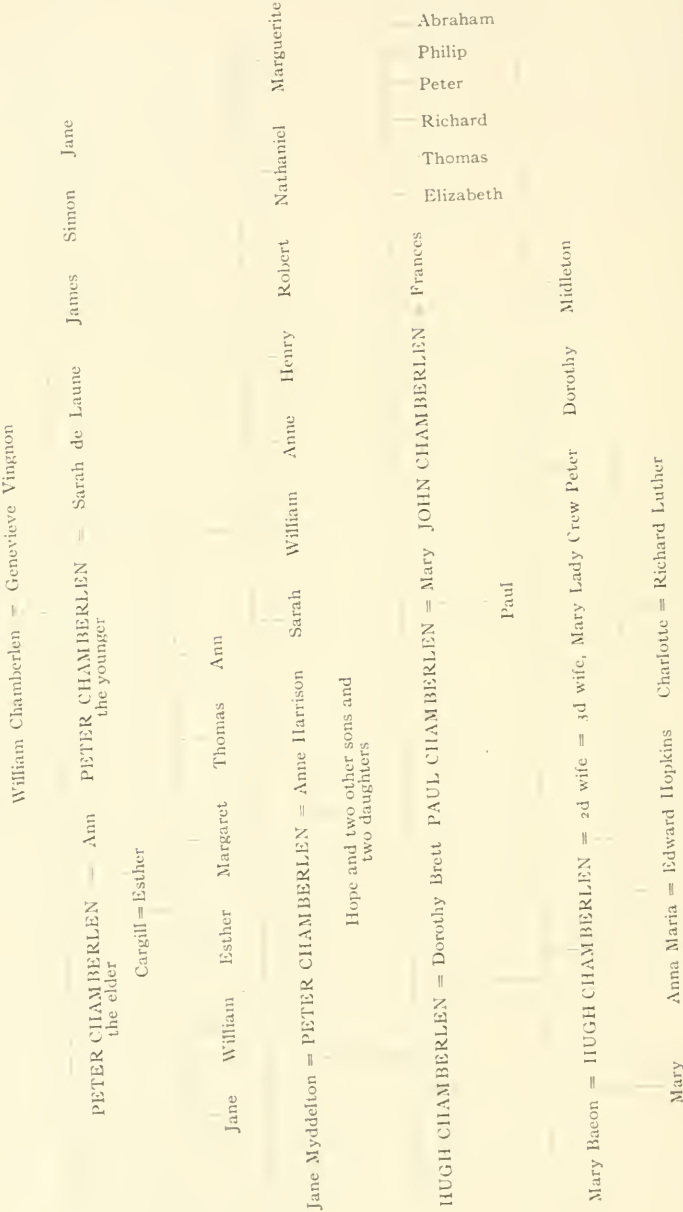 William Chamberlen = Genevieve Vingnon
PETER CHAMBERLEN = Ann PETER CHAMBERLEN = Sarah de Laune James Simon Jane
the elder the younger
Cargill = Esther
Jane William Esther Margaret Thomas Ann
Jane Myddelton = PETER CHAMBERLEN = Anne Harrison Sarah William Anne Henry Robert Nathaniel Marguerite
Hope and two other sons and
two daughters
HUGH CHAMBERLEN = Dorothy Brett PAUL CHAMBERLEN = Mary JOHN CHAMBERLEN Frances
Elizabeth
Thomas
Richard
Peter
Philip
Abraham
Paul
Mary Bacon = HUGH CHAMBERLEN = 2d wife = 3d wife, Mary Lady Crew Peter Dorothy Midleton
Mary Anna Maria = Edward Hopkins Charlotte = Richard Luther